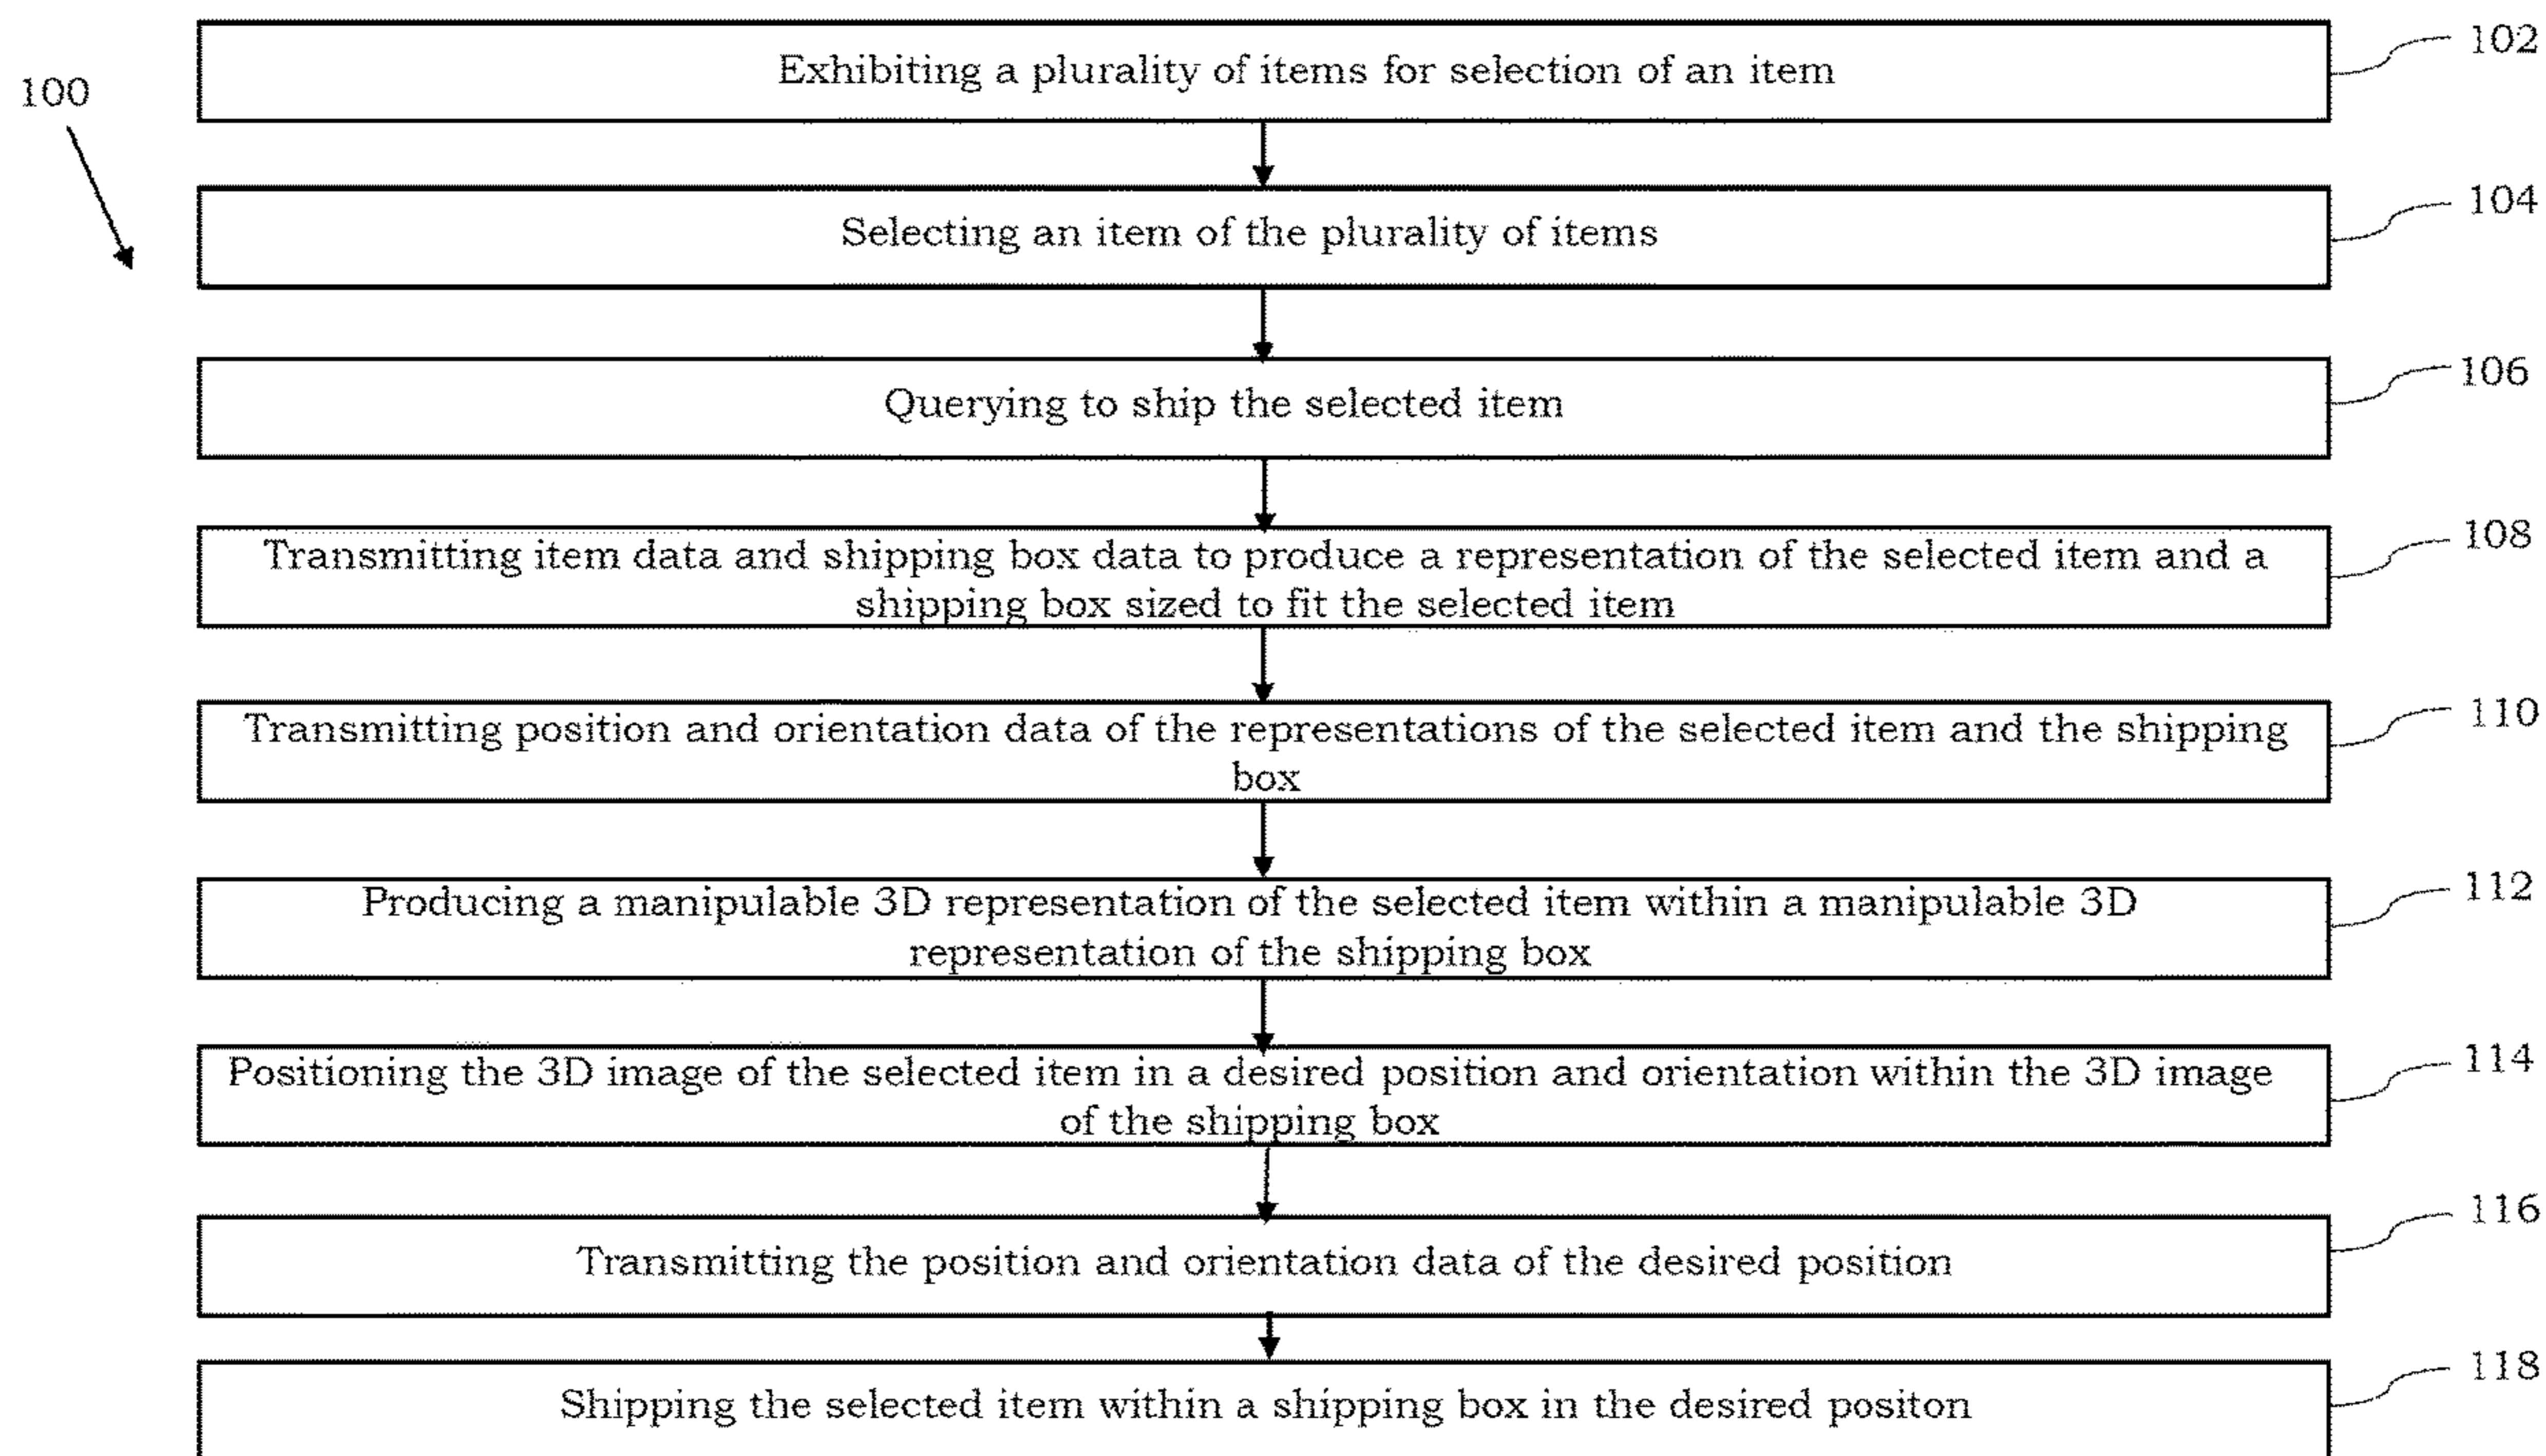 Exhibiting a plurality of items for selection of an item
102
100
Selecting an item of the plurality of items
104
Querying to ship the selected item
106
Transmitting item data and shipping box data to produce a representation of the selected item and a
shipping box sized to fit the selected item
108
Transmitting position and orientation data of the representations of the selected item and the shipping
box
110
Producing a manipulable 3D representation of the selected item within a manipulable 3D
representation of the shipping box
112
Positioning the 3D image of the selected item in a desired position and orientation within the 3D image
of the shipping box
114
Transmitting the position and orientation data of the desired position
116
Shipping the selected item within a shipping box in the desired positon
118